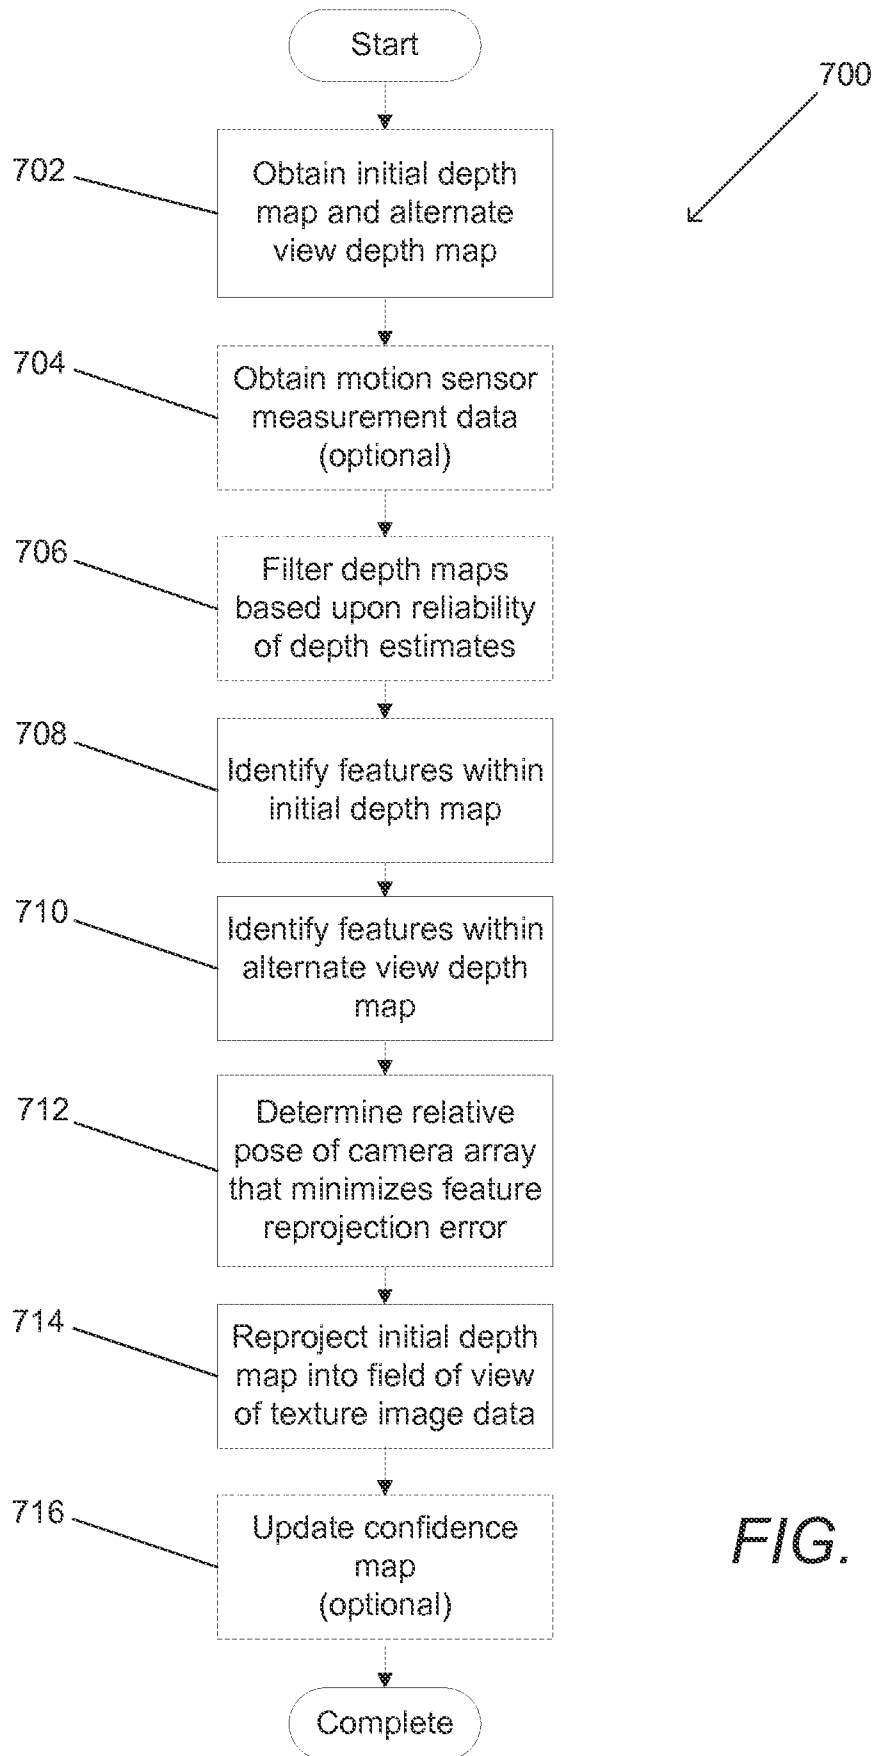 Start
700
702
Obtain initial depth
map and alternate
view depth map
704
Obtain motion sensor
measurement data
(optional)
706
Filter depth maps
based upon reliability
of depth estimates
708
Identify features within
initial depth map
710
Identify features within
alternate view depth
map
712
Determine relative
pose of camera array
that minimizes feature
reprojection error
714
Reproject initial depth
map into field of view
of texture image data
716
Update confidence
map
(optional)
FIG.
Complete